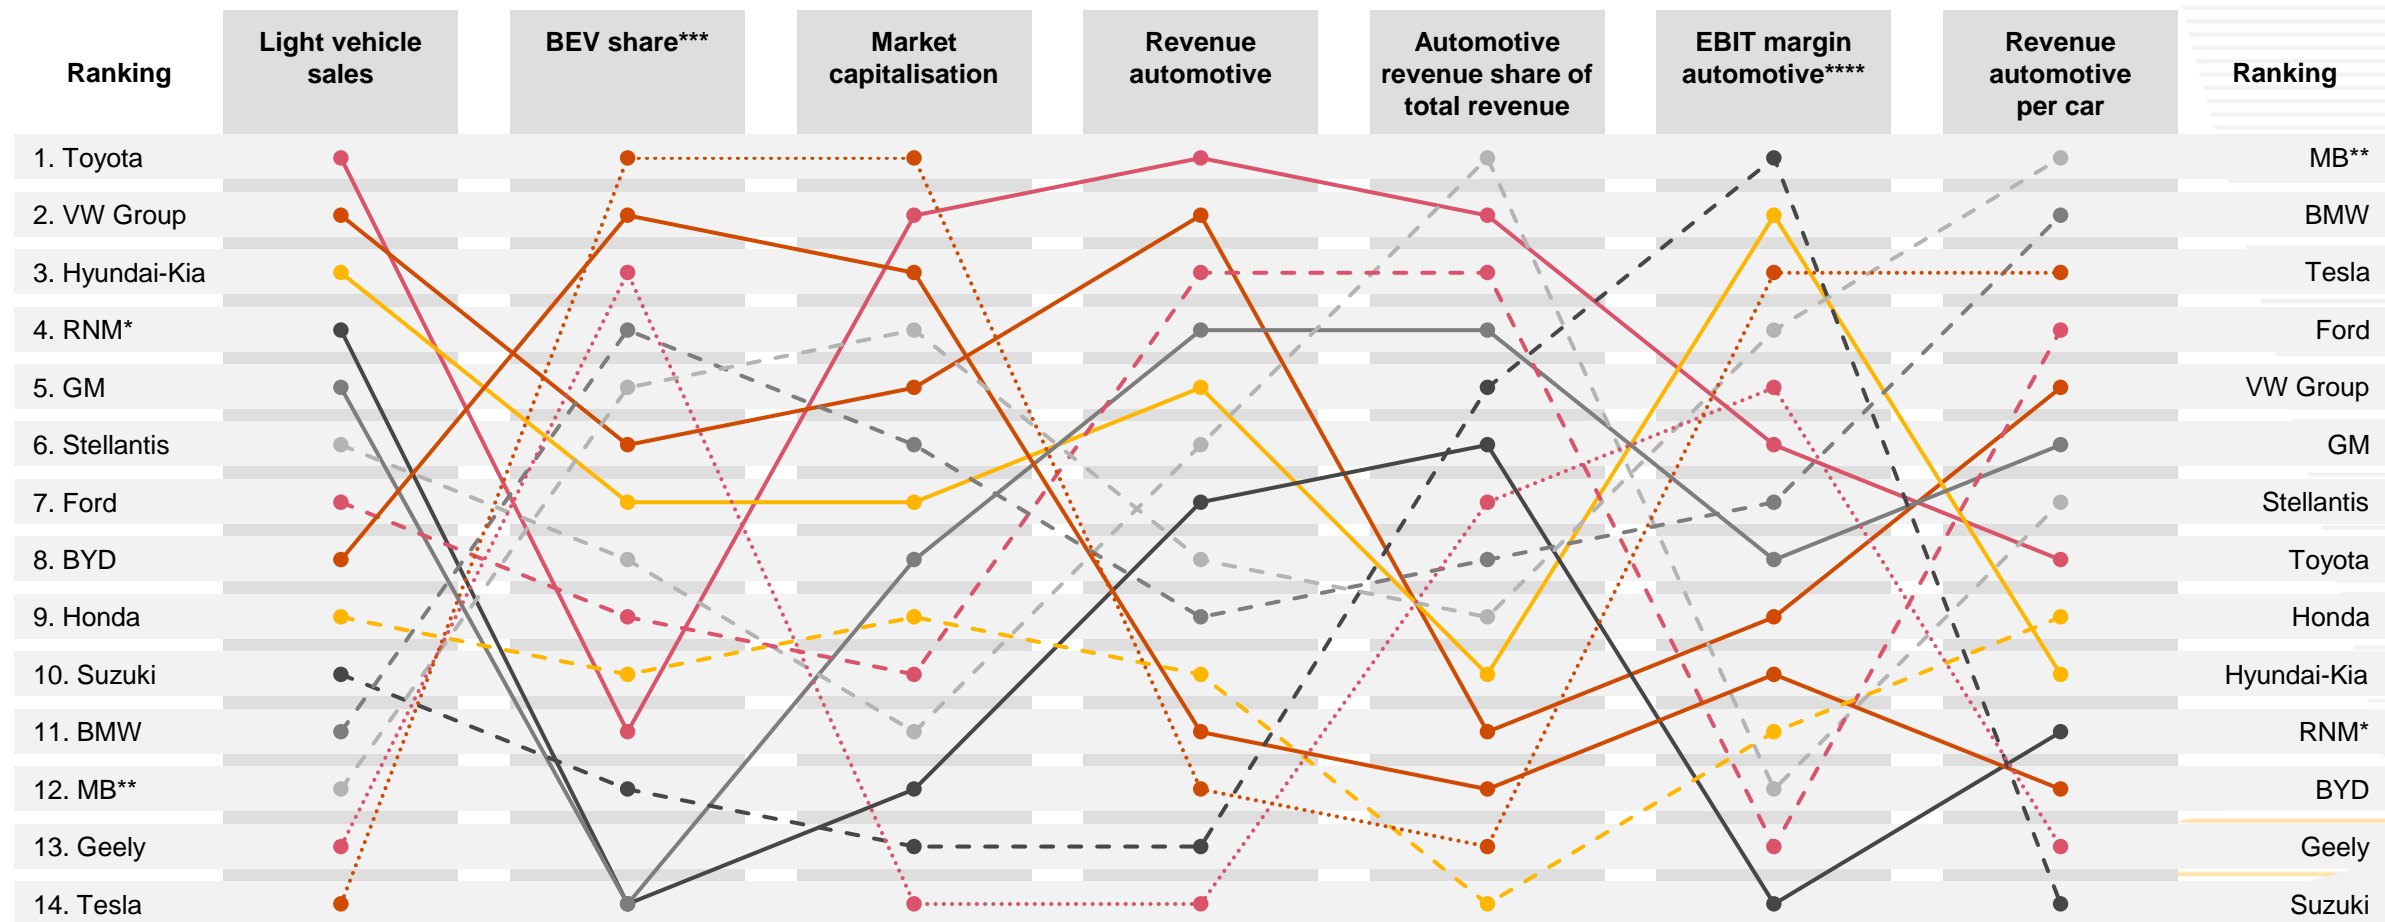 Ranking
Light vehicle
sales
BEV share***
Market
capitalisation
Revenue
automotive
Automotive
revenue share of
total revenue
EBIT margin
automotive****
Revenue
automotive
per car
Ranking
1. Toyota
MB**
2. VW Group
BMW
3. Hyundai-Kia
Tesla
4. RNM*
Ford
5. GM
VW Group
6. Stellantis
GM
7. Ford
Stellantis
8. BYD
Toyota
9. Honda
Honda
10. Suzuki
Hyundai-Kia
11. BMW
RNM*
12. MB**
BYD
13. Geely
Geely
14. Tesla
Suzuki